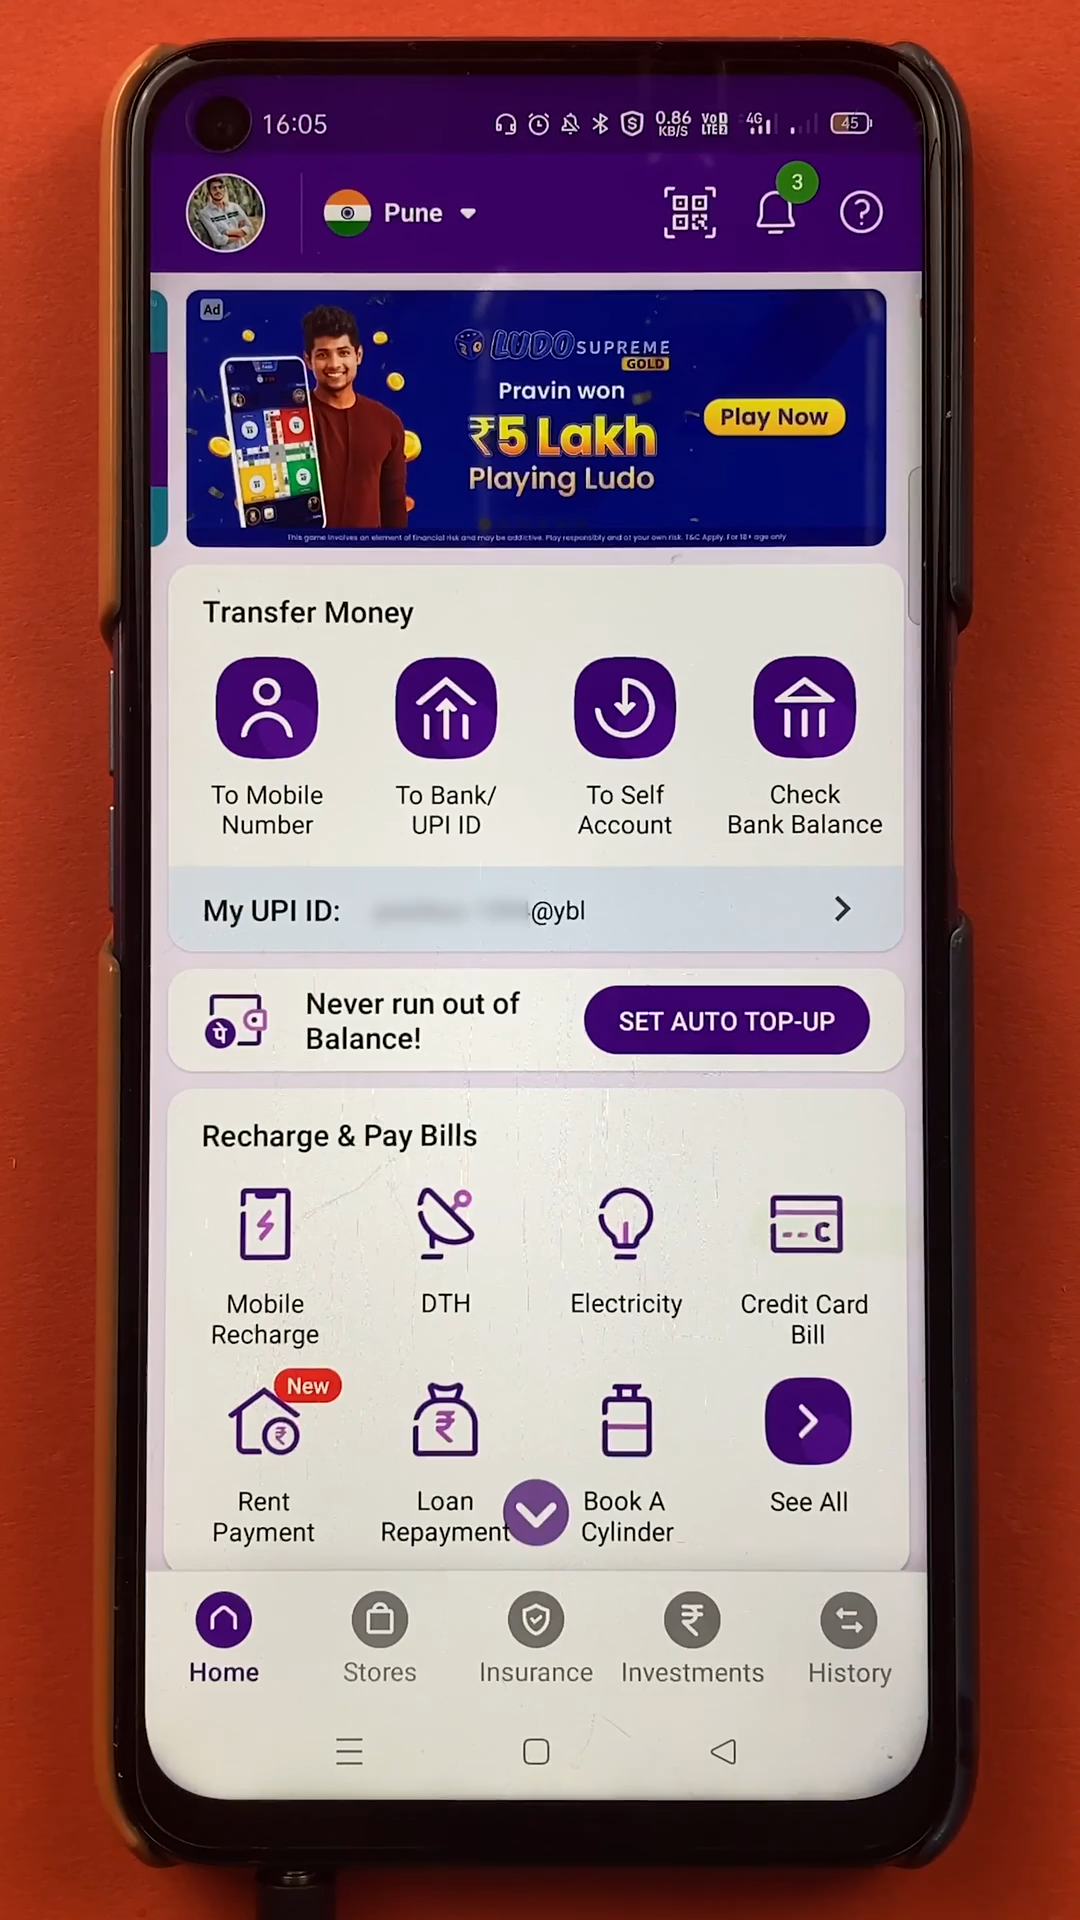 16:05
0.86
KB/S
VoD
LTE2
4G
45
Pune
3
Ad
LUDO SUPREME
GOLD
Pravin won
₹5 Lakh
Playing Ludo
Play Now
This game involves an element of financial risk and may be addictive. Play responsibly and at your own risk. T&C Apply. For 18+ age only
Transfer Money
To Mobile
Number
To Bank/
UPI ID
To Self
Account
Check
Bank Balance
My UPI ID:
@ybl
पे
Never run out of
Balance!
SET AUTO TOP-UP
Recharge & Pay Bills
Mobile
Recharge
DTH
Electricity
Credit Card
Bill
New
Rent
Payment
Loan
Repayment
Book A
Cylinder
See All
Home
Stores
Insurance
Investments
History